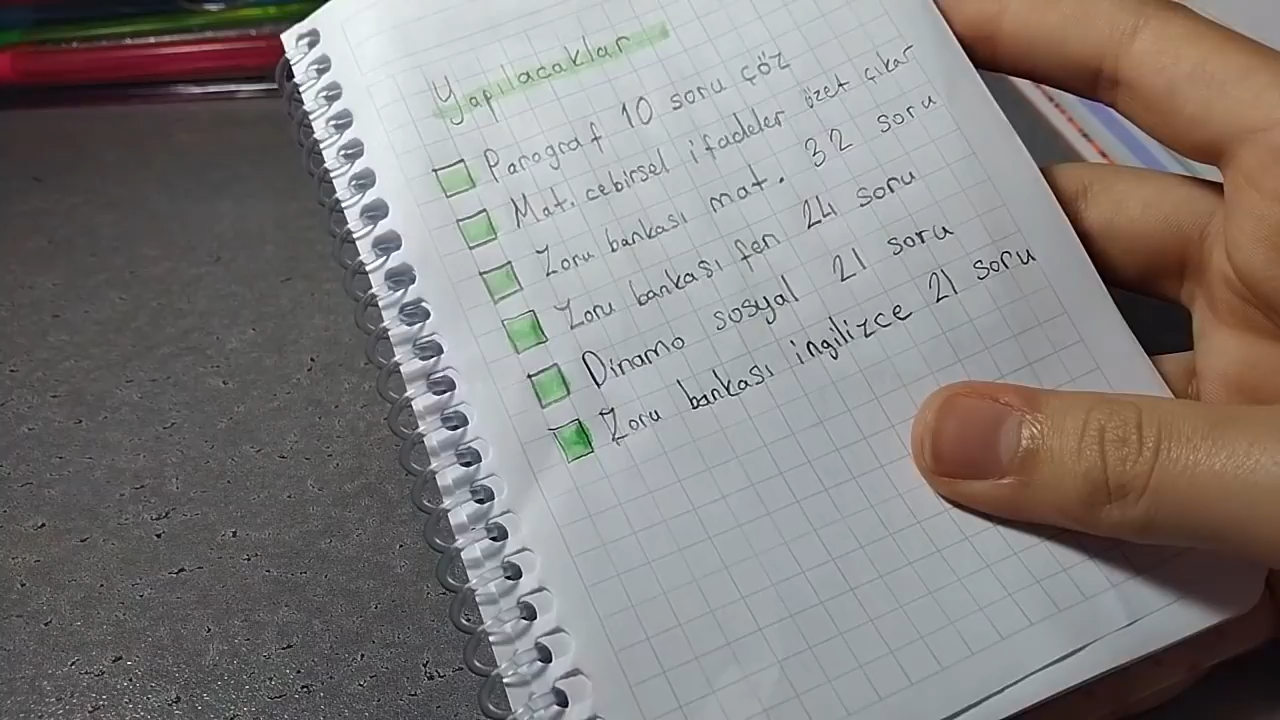 Yapılacaklar
Paragraf 10 soru çöz
Mat. cebirsel ifadeler özet çıkar
Zoru bankası mat. 32 soru
Zoru bankası fen 24 soru
Dinamo sosyal 21 soru
Zoru bankası ingilizce 21 soru